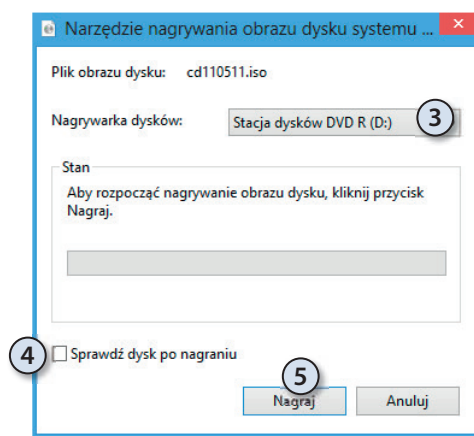 Narzędzie nagrywania obrazu dysku systemu ...
Plik obrazu dysku: cd110511.iso
Nagrywarka dysków: Stacja dysków DVD R (D:) 3
Stan
Aby rozpocząć nagrywanie obrazu dysku, kliknij przycisk
Nagraj.
4 Sprawdź dysk po nagraniu
5
Nagraj Anuluj